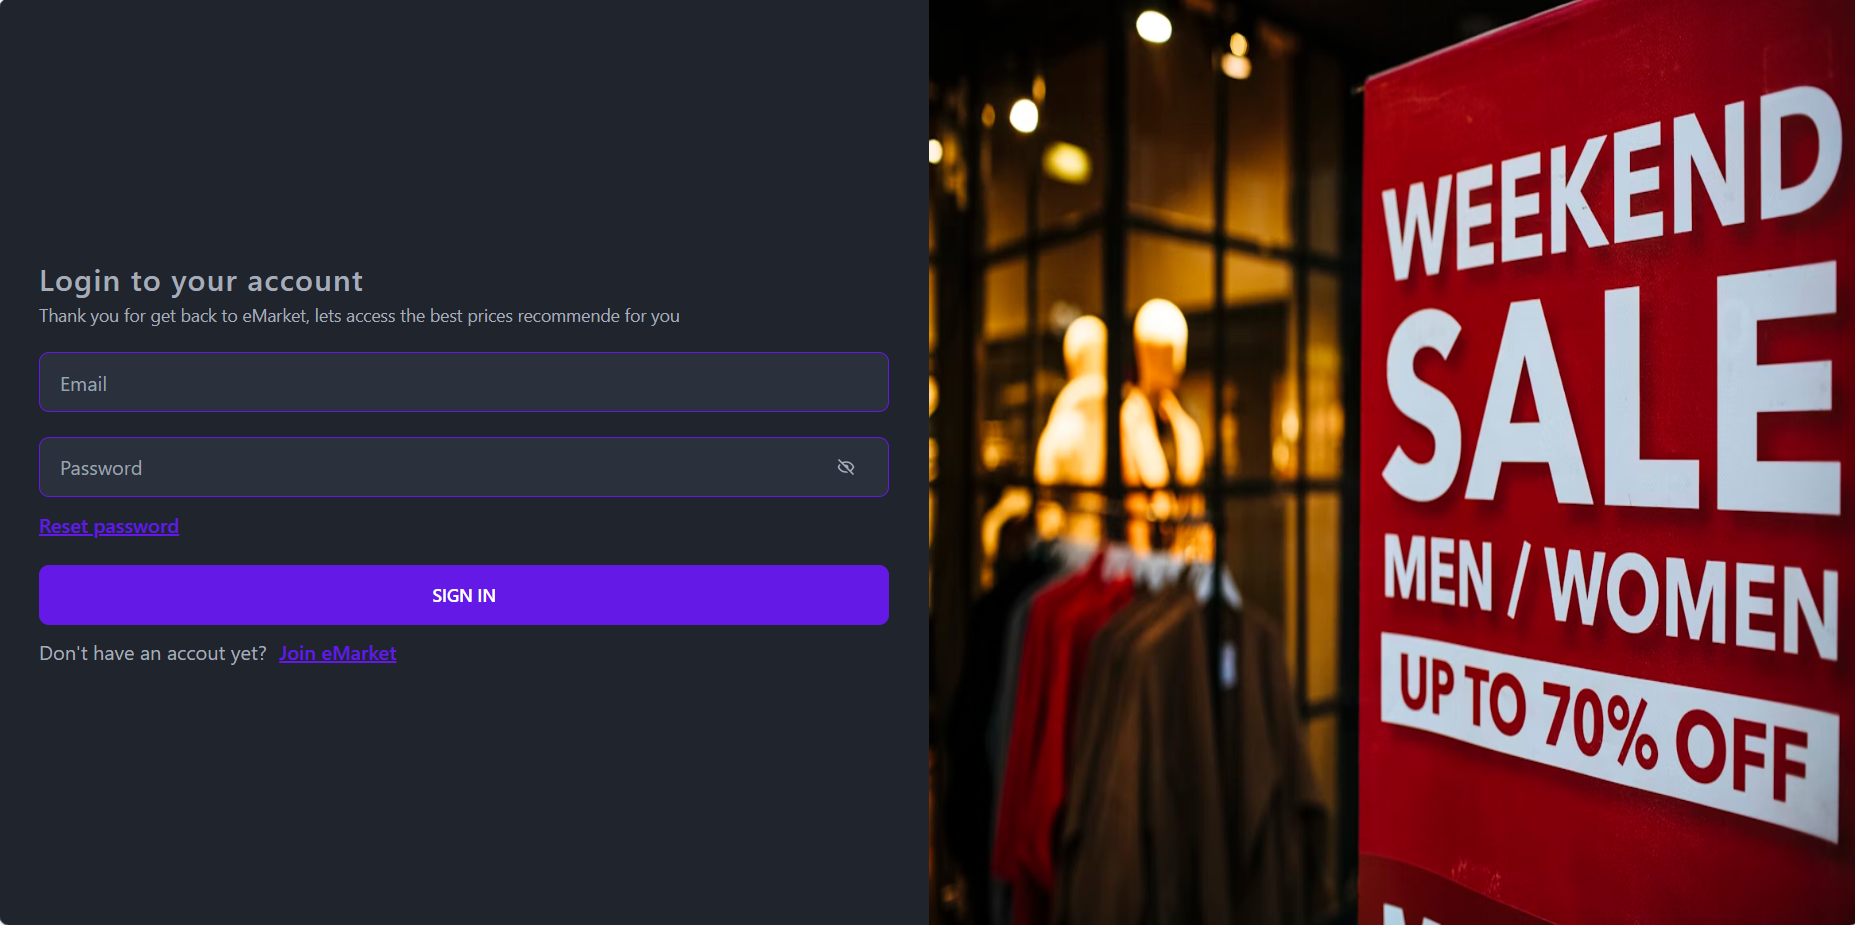 Login to your account
Thank you for get back to eMarket, lets access the best prices recommende for you
Email
Password
Reset password
SIGN IN
Don't have an accout yet? Join eMarket
WEEKEND
SALE
MEN / WOMEN
UP TO 70% OFF